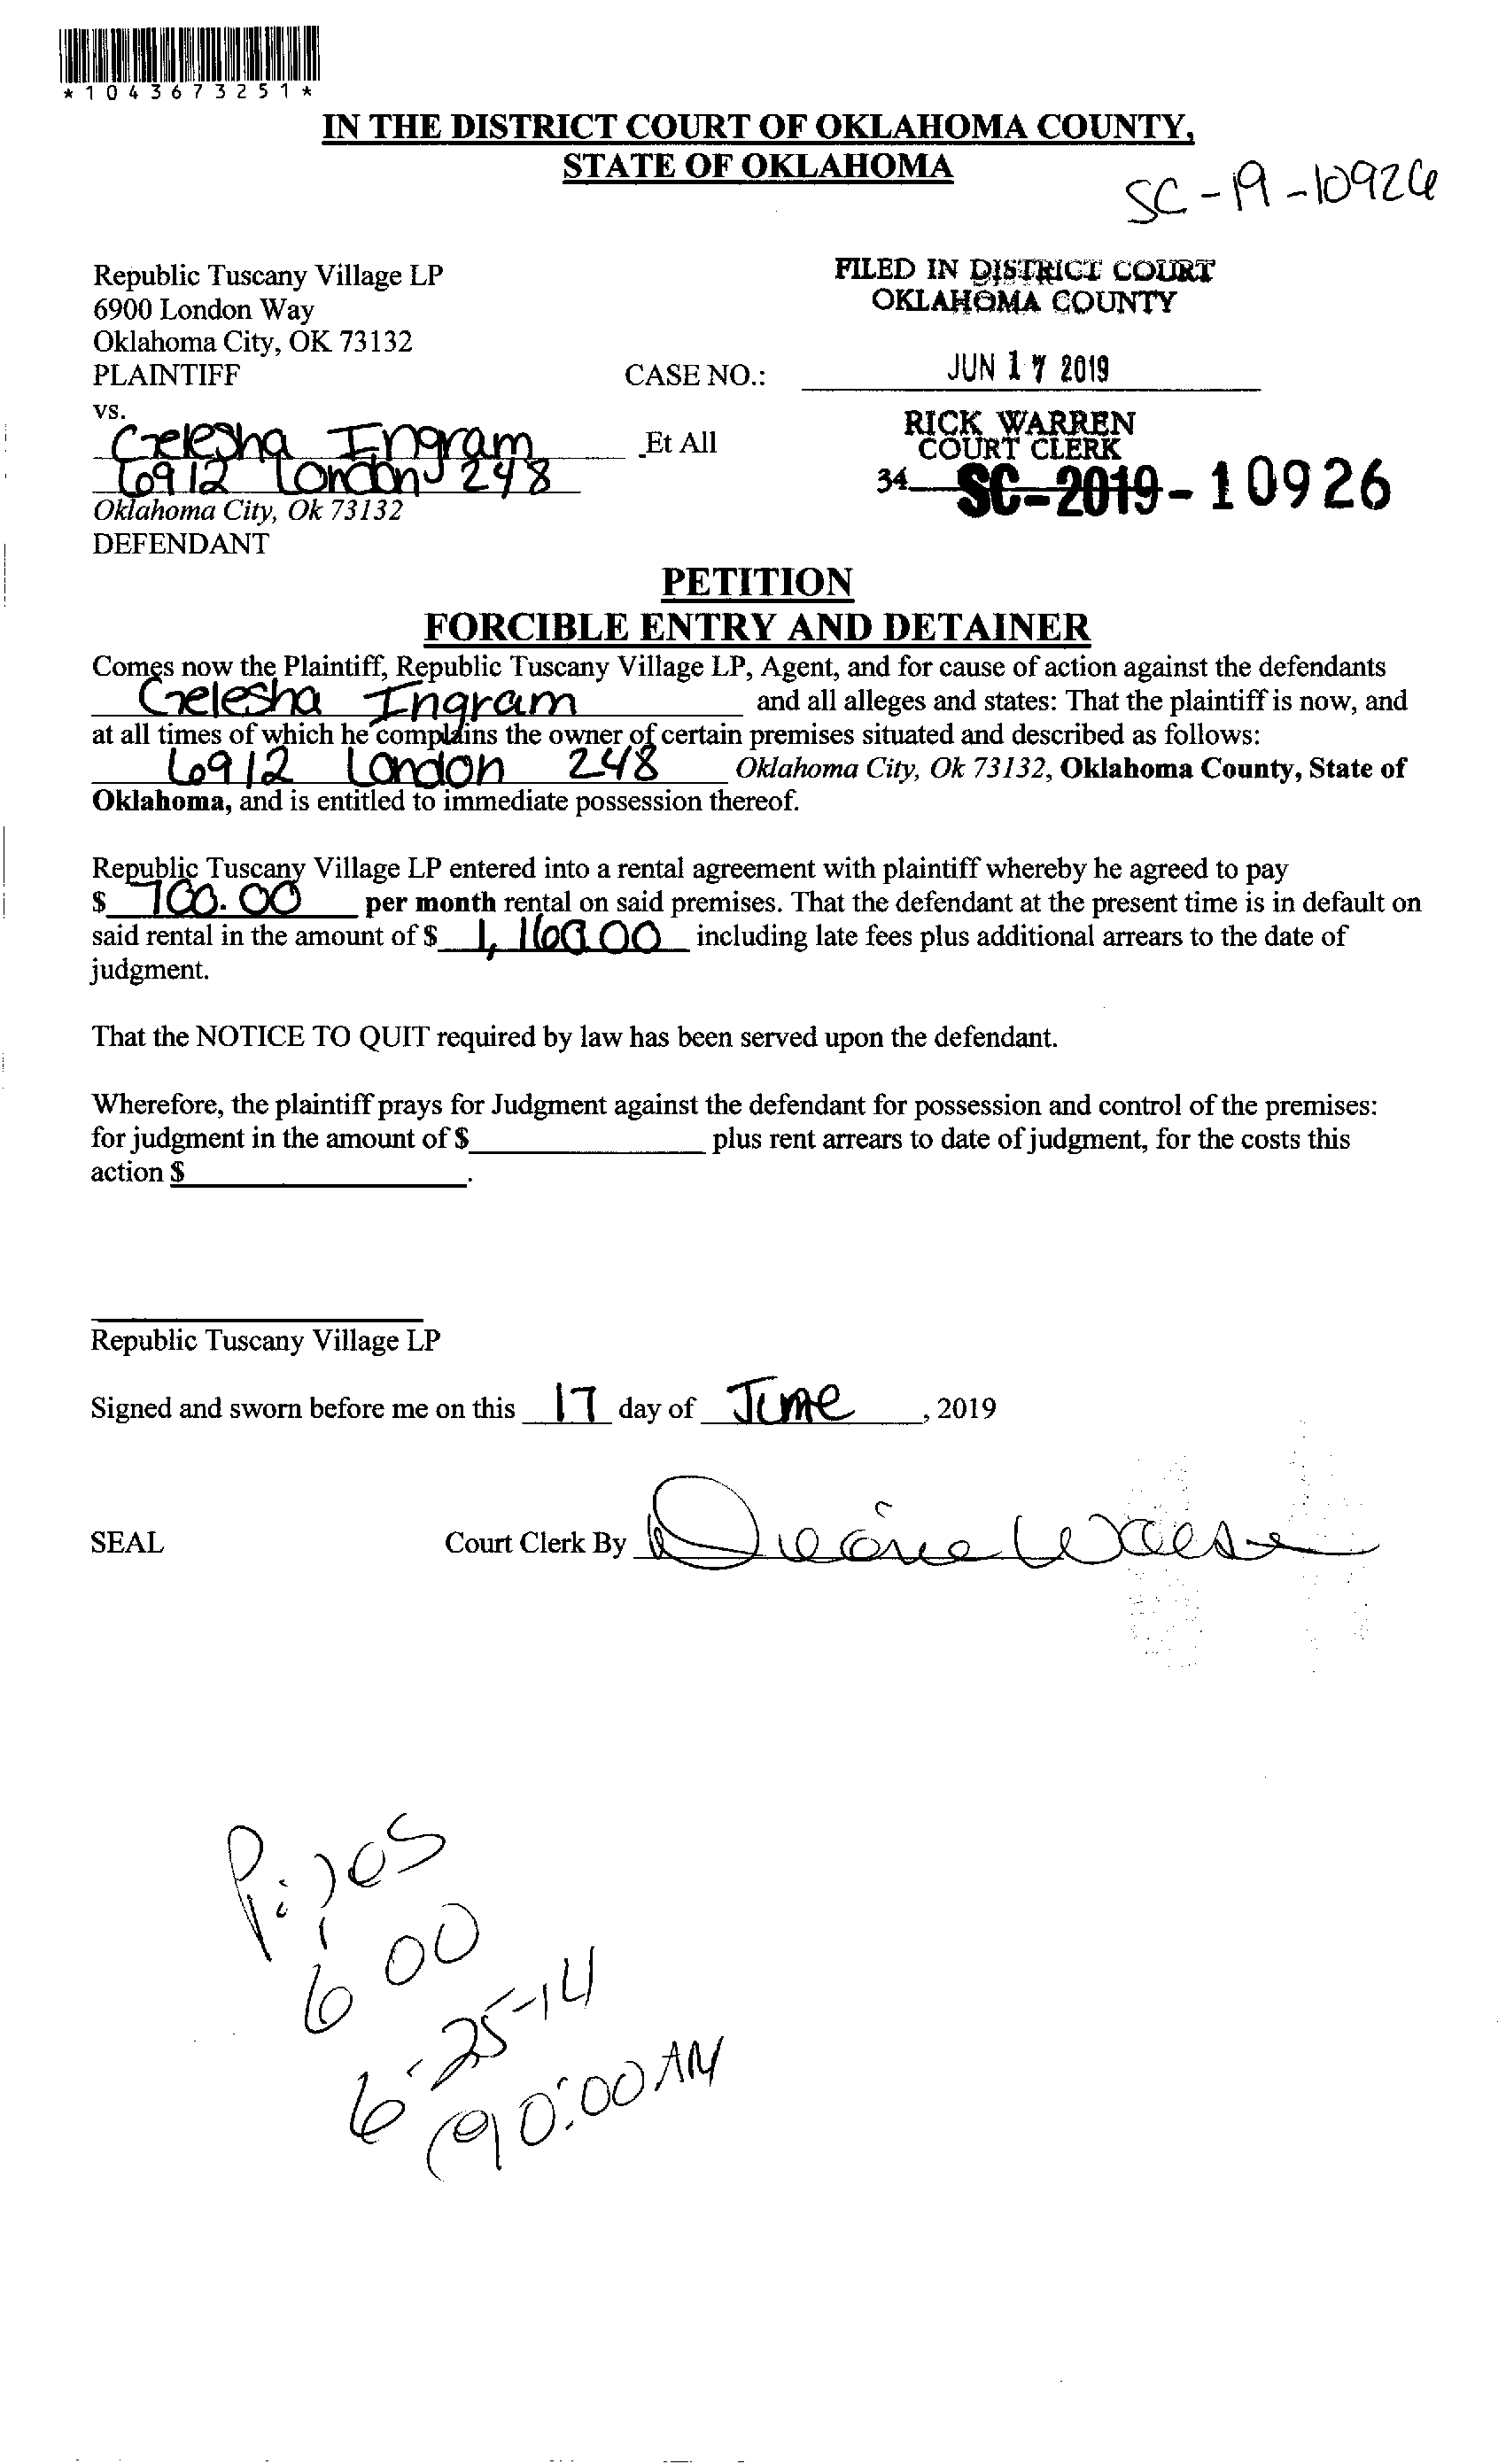 *1043673251*
IN THE DISTRICT COURT OF OKLAHOMA COUNTY,
STATE OF OKLAHOMA
SC-19-10926
Republic Tuscany Village LP
6900 London Way
Oklahoma City, OK 73132
PLAINTIFF
vs.
FILED IN DISTRICT COURT
OKLAHOMA COUNTY
CASE NO.: JUN 17 2019
RICK WARREN
COURT CLERK
34 SC-2019-10926
Gelesha Ingram Et All
6912 London 248
Oklahoma City, Ok 73132
DEFENDANT
PETITION
FORCIBLE ENTRY AND DETAINER
Comes now the Plaintiff, Republic Tuscany Village LP, Agent, and for cause of action against the defendants
Gelesha Ingram and all alleges and states: That the plaintiff is now, and
at all times of which he complains the owner of certain premises situated and described as follows:
6912 London 248 Oklahoma City, Ok 73132, Oklahoma County, State of
Oklahoma, and is entitled to immediate possession thereof.
Republic Tuscany Village LP entered into a rental agreement with plaintiff whereby he agreed to pay
$ 700.00 per month rental on said premises. That the defendant at the present time is in default on
said rental in the amount of $ 1,160.00 including late fees plus additional arrears to the date of
judgment.
That the NOTICE TO QUIT required by law has been served upon the defendant.
Wherefore, the plaintiff prays for Judgment against the defendant for possession and control of the premises:
for judgment in the amount of $ plus rent arrears to date of judgment, for the costs this
action $ .
Republic Tuscany Village LP
Signed and sworn before me on this 17 day of June, 2019
SEAL Court Clerk By
600
6-25-14
@ 10:00 AM